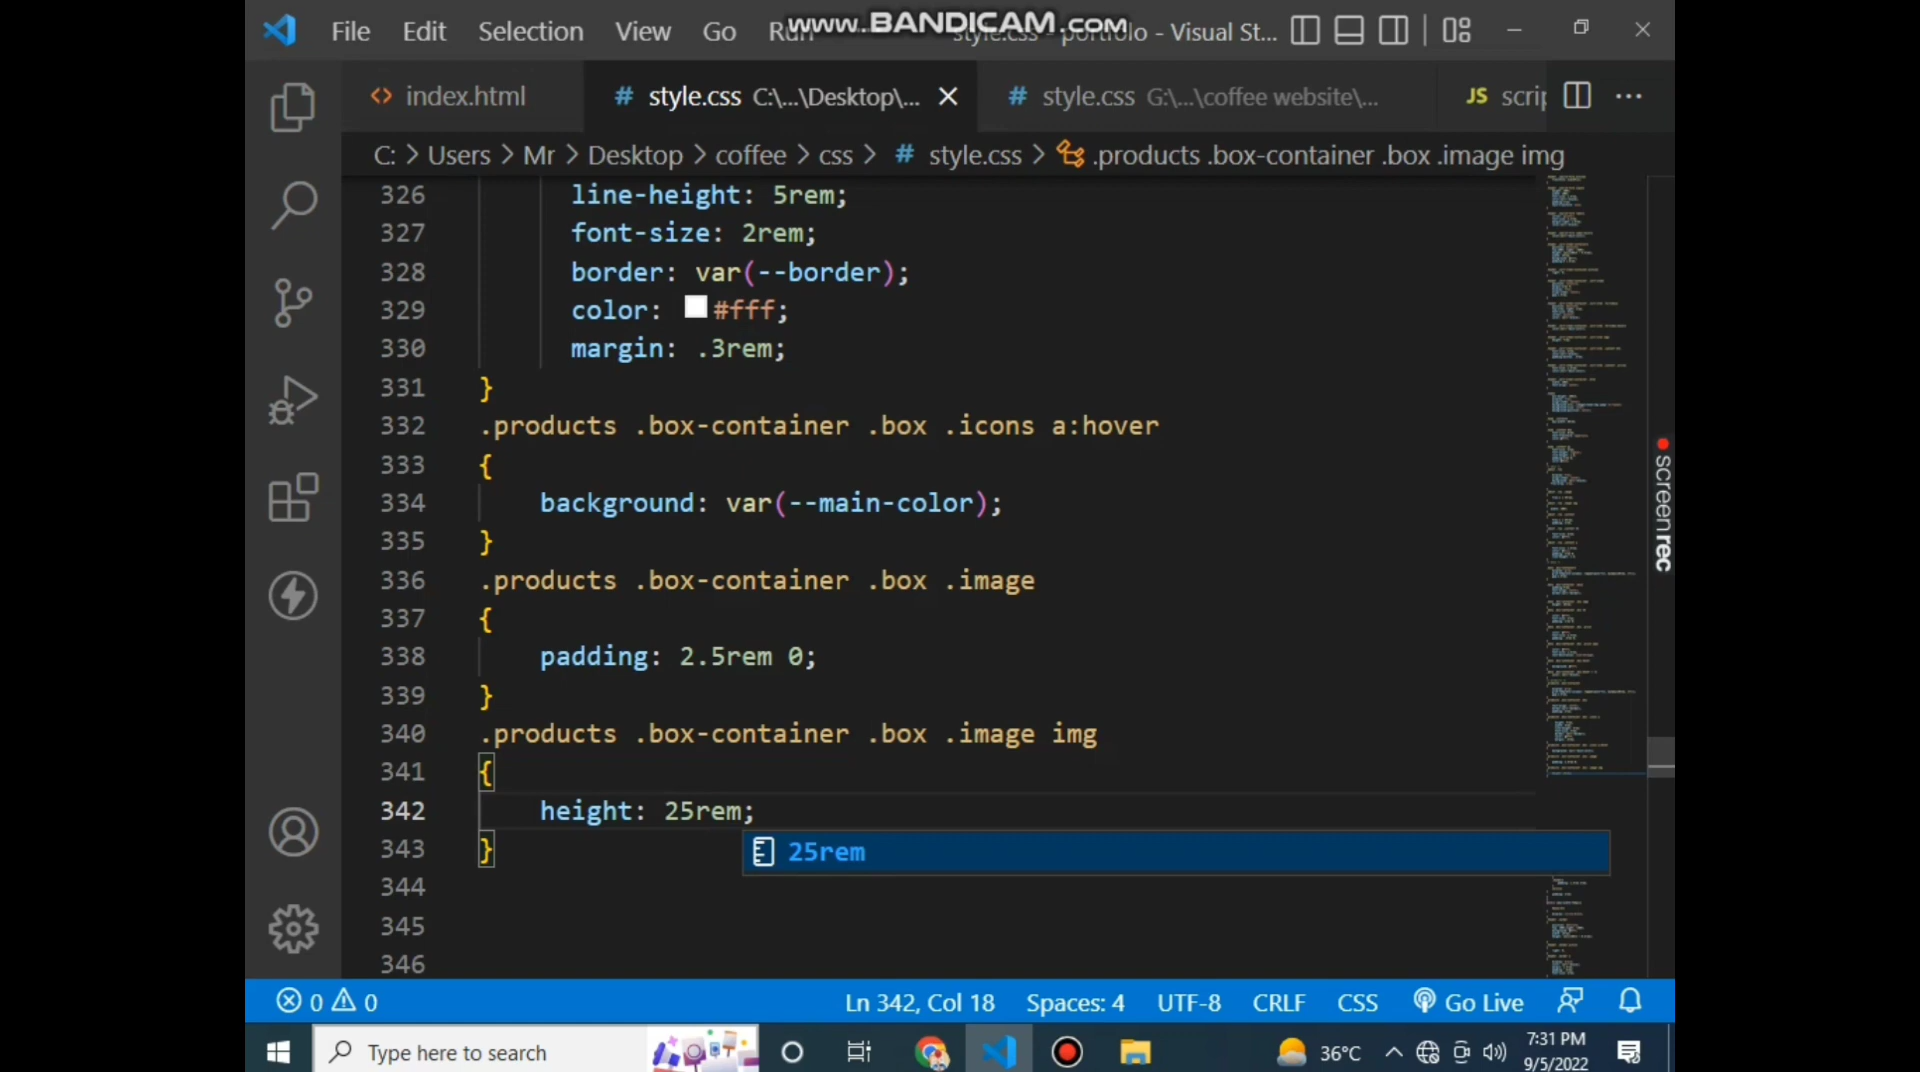 File Edit Selection View Go Run style.css - portfolio - Visual St...
www.BANDICAM.com
index.html # style.css C:\...\Desktop\... # style.css G:\...\coffee website\... JS scrip
C: > Users > Mr > Desktop > coffee > css > # style.css > .products .box-container .box .image img
326 line-height: 5rem;
327 font-size: 2rem;
328 border: var(--border);
329 color: #fff;
330 margin: .3rem;
331 }
332 .products .box-container .box .icons a:hover
333 {
334 background: var(--main-color);
335 }
336 .products .box-container .box .image
337 {
338 padding: 2.5rem 0;
339 }
340 .products .box-container .box .image img
341 {
342 height: 25rem;
343 }
25rem
344
345
346
screenrec
0 0 Ln 342, Col 18 Spaces: 4 UTF-8 CRLF CSS Go Live
Type here to search 36°C 7:31 PM
9/5/2022